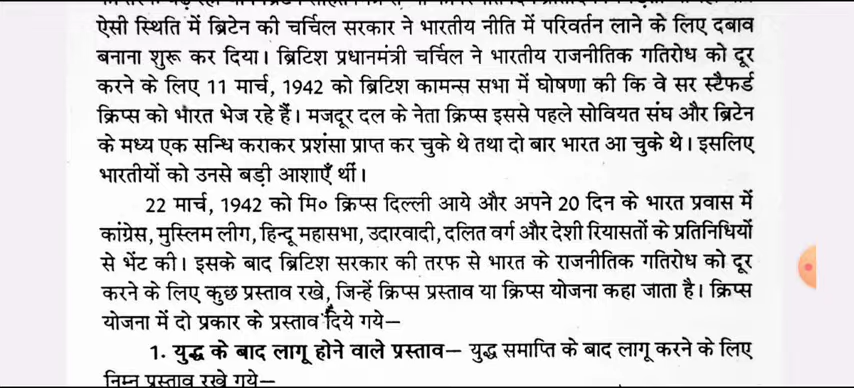 ऐसी स्थिति में ब्रिटेन की चर्चिल सरकार ने भारतीय नीति में परिवर्तन लाने के लिए दबाव
बनाना शुरू कर दिया। ब्रिटिश प्रधानमंत्री चर्चिल ने भारतीय राजनीतिक गतिरोध को दूर
करने के लिए 11 मार्च, 1942 को ब्रिटिश कामन्स सभा में घोषणा की कि वे सर स्टैफर्ड
क्रिप्स को भारत भेज रहे हैं। मजदूर दल के नेता क्रिप्स इससे पहले सोवियत संघ और ब्रिटेन
के मध्य एक सन्धि कराकर प्रशंसा प्राप्त कर चुके थे तथा दो बार भारत आ चुके थे। इसलिए
भारतीयों को उनसे बड़ी आशाएँ थीं।
22 मार्च, 1942 को मि० क्रिप्स दिल्ली आये और अपने 20 दिन के भारत प्रवास में
कांग्रेस, मुस्लिम लीग, हिन्दू महासभा, उदारवादी, दलित वर्ग और देशी रियासतों के प्रतिनिधियों
से भेंट की। इसके बाद ब्रिटिश सरकार की तरफ से भारत के राजनीतिक गतिरोध को दूर
करने के लिए कुछ प्रस्ताव रखे, जिन्हें क्रिप्स प्रस्ताव या क्रिप्स योजना कहा जाता है। क्रिप्स
योजना में दो प्रकार के प्रस्ताव दिये गये—
1. युद्ध के बाद लागू होने वाले प्रस्ताव— युद्ध समाप्ति के बाद लागू करने के लिए
निम्न प्रस्ताव रखे गये—